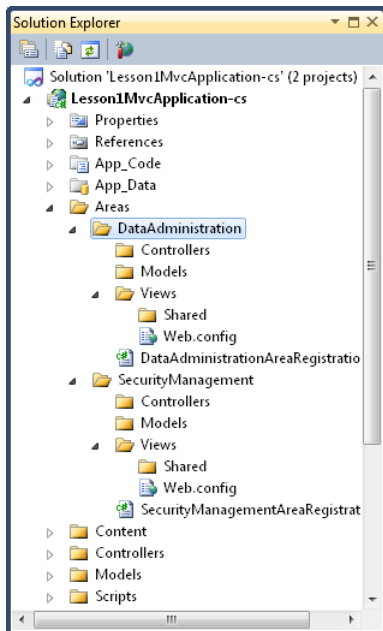 Solution Explorer
Solution 'Lesson1MvcApplication-cs' (2 projects)
Lesson1MvcApplication-cs
Properties
References
App_Code
App_Data
Areas
DataAdministration
Controllers
Models
Views
Shared
Web.config
DataAdministrationAreaRegistratio
SecurityManagement
Controllers
Models
Views
Shared
Web.config
SecurityManagementAreaRegistrat
Content
Controllers
Models
Scripts